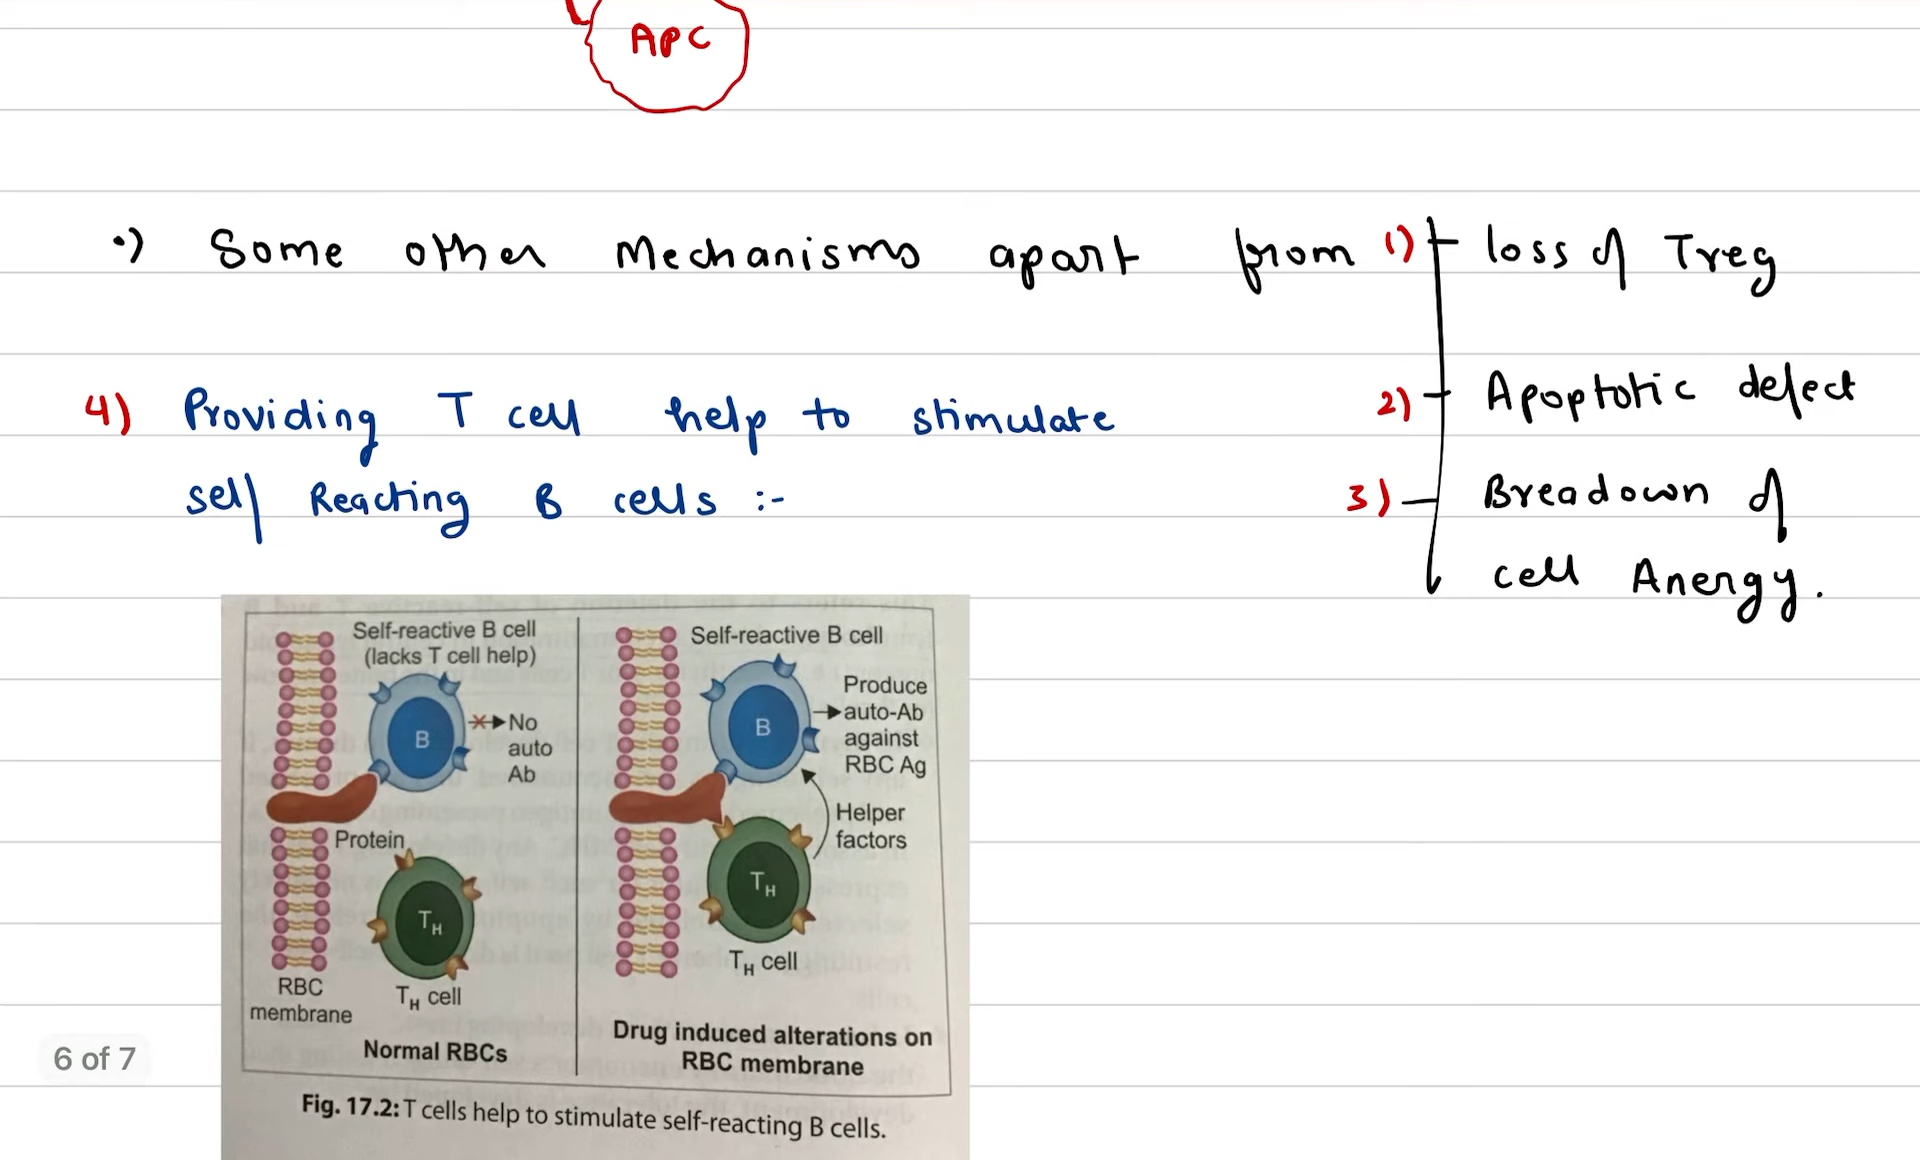 APC
•) Some other Mechanisms apart from 1) loss of Treg
2) Apoptotic defect
3) Breadown of
cell Anergy.
4) Providing T cell help to stimulate
self Reacting B cells :-
Self-reactive B cell
(lacks T cell help)
B
No
auto
Ab
Protein
TH
RBC
membrane
TH cell
Normal RBCs
Self-reactive B cell
B
Produce
auto-Ab
against
RBC Ag
Helper
factors
TH
TH cell
Drug induced alterations on
RBC membrane
Fig. 17.2: T cells help to stimulate self-reacting B cells.
6 of 7